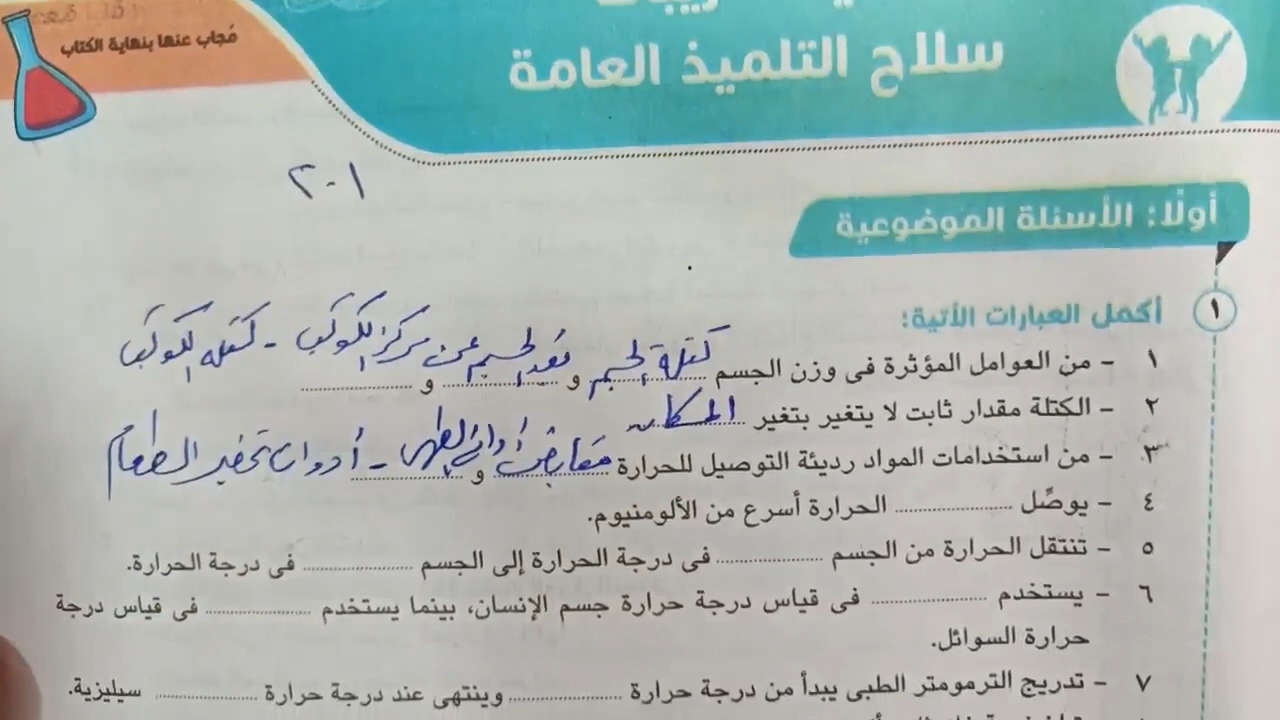 سلاح التلميذ العامة
مُجاب عنها بنهاية الكتاب
٢٠١
أولًا: الأسئلة الموضوعية
١ أكمل العبارات الآتية:
١ - من العوامل المؤثرة فى وزن الجسم كتلة الجسم و بعد الجسم عن مركز الكوكب - كتلة الكوكب و
٢ - الكتلة مقدار ثابت لا يتغير بتغير المكان
٣ - من استخدامات المواد رديئة التوصيل للحرارة مقابض أدوات الطهى - أدوات تحضير الطعام و
٤ - يوصِّل .................... الحرارة أسرع من الألومنيوم.
٥ - تنتقل الحرارة من الجسم .................... فى درجة الحرارة إلى الجسم .................... فى درجة الحرارة.
٦ - يستخدم .................... فى قياس درجة حرارة جسم الإنسان، بينما يستخدم .................... فى قياس درجة
حرارة السوائل.
٧ - تدريج الترمومتر الطبى يبدأ من درجة حرارة .................... وينتهى عند درجة حرارة .................... سيليزية.